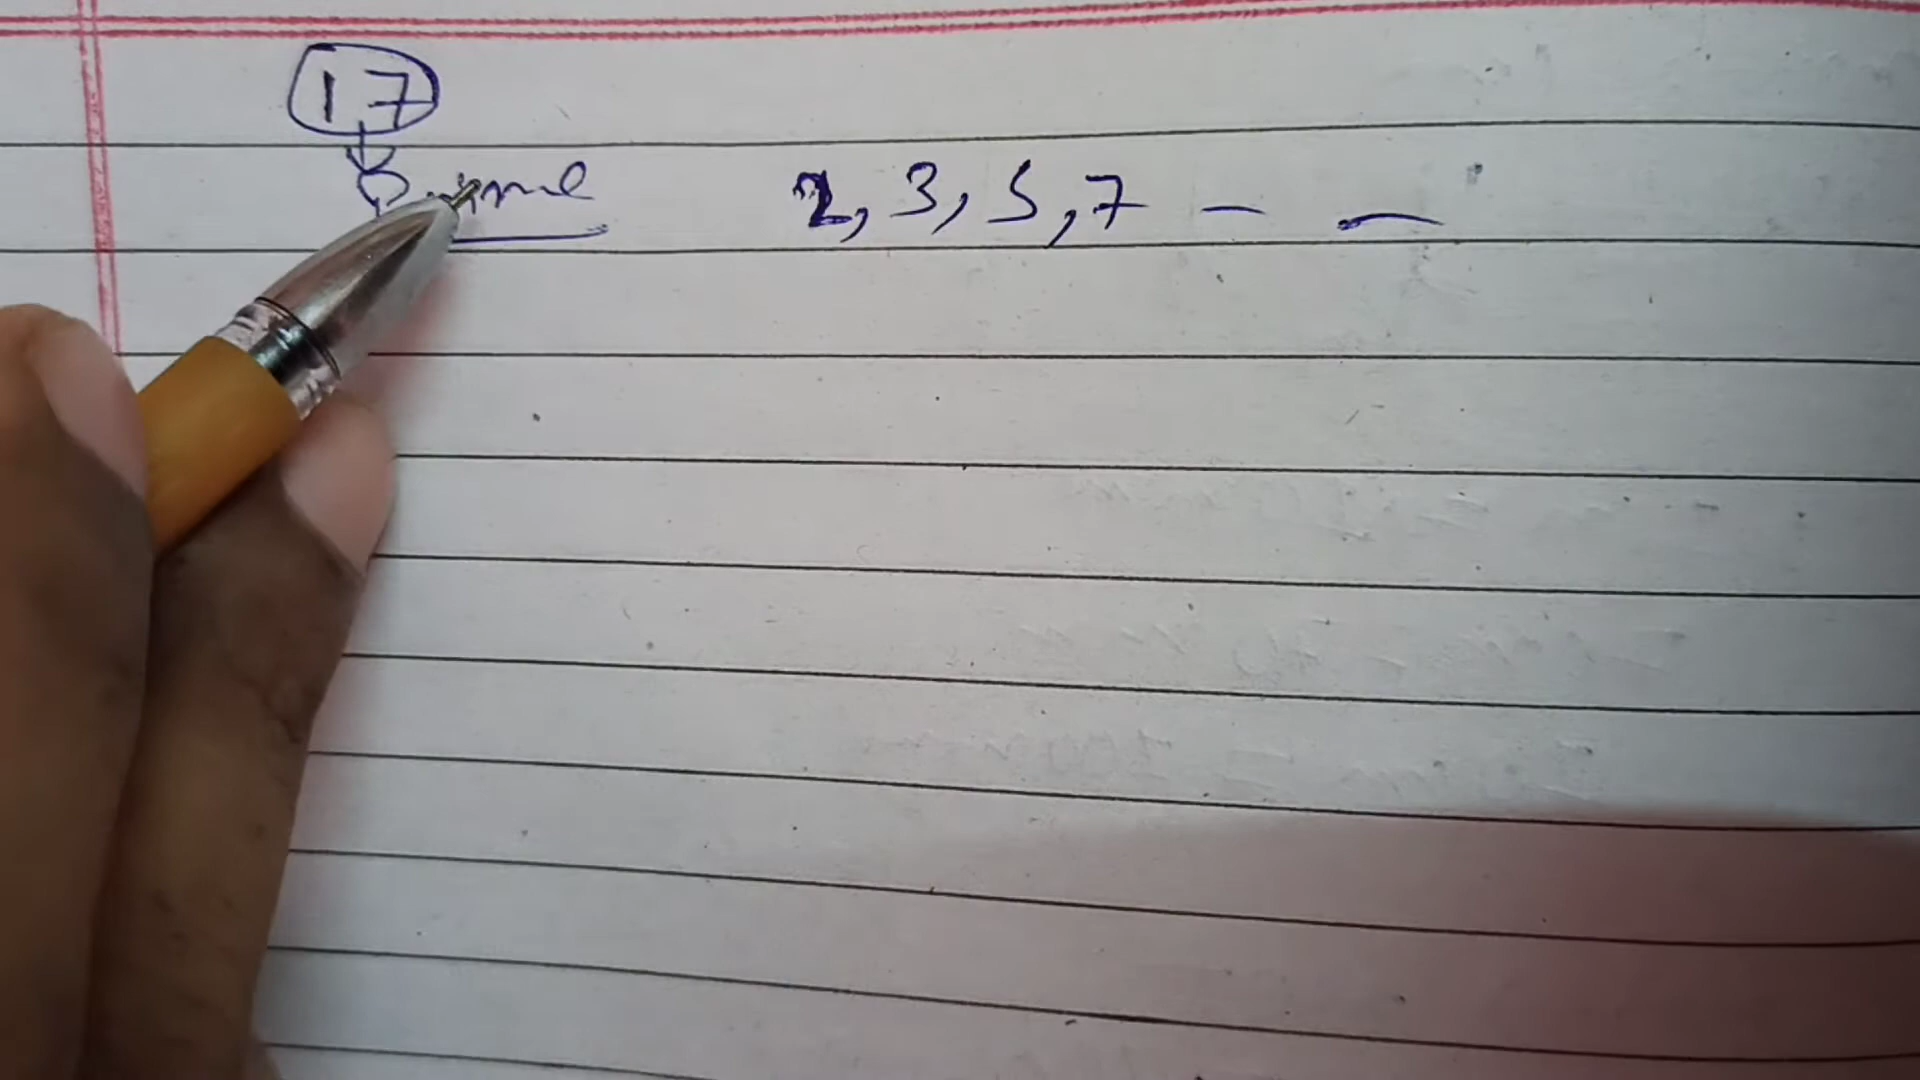 17
Prime 2, 3, 5, 7 — —